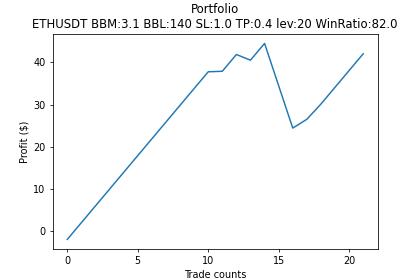 Portfolio
ETHUSDT BBM:3.1 BBL:140 SL:1.0 TP:0.4 lev:20 WinRatio:82.0
40
30
20
10
0
Profit ($)
0 5 10 15 20
Trade counts